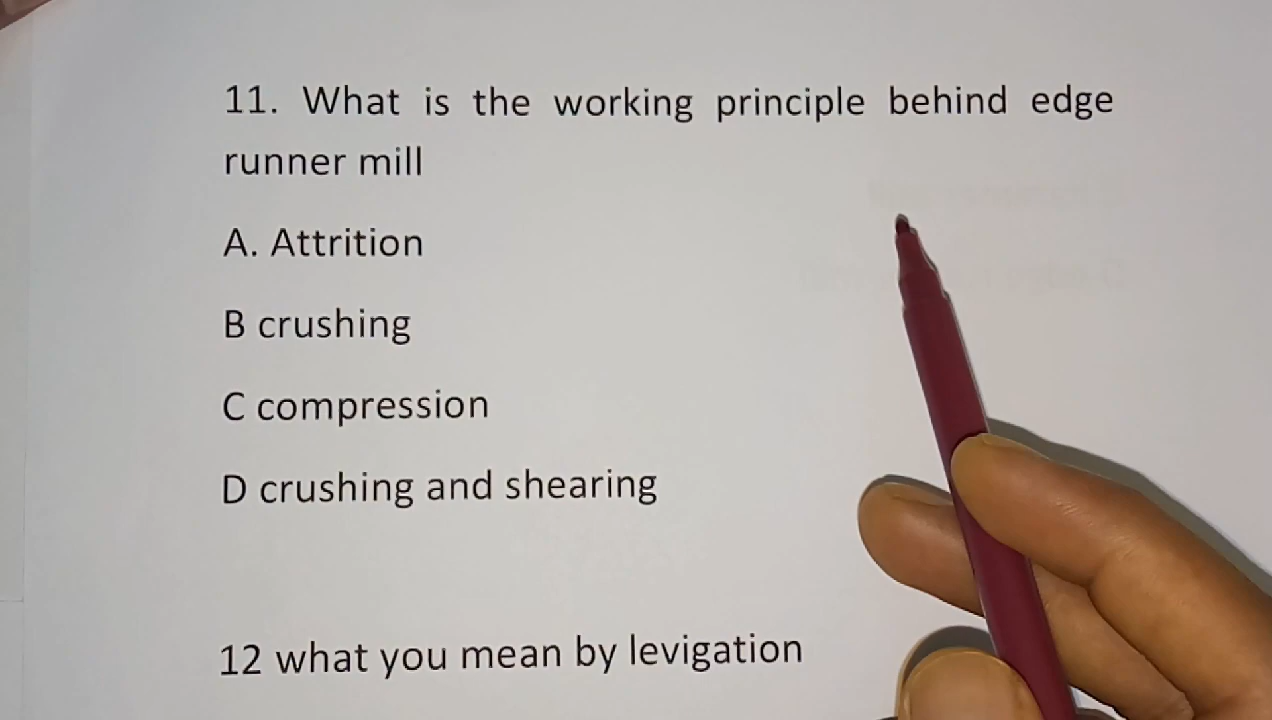 11. What is the working principle behind edge
runner mill
A. Attrition
B crushing
C compression
D crushing and shearing
12 what you mean by levigation